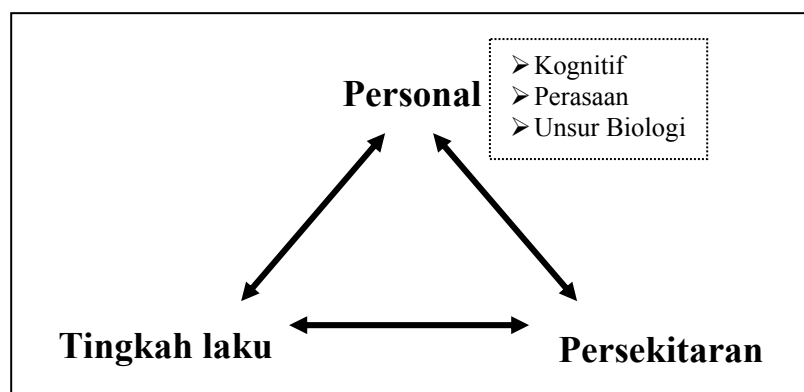 Personal
➢ Kognitif
➢ Perasaan
➢ Unsur Biologi
Tingkah laku
Persekitaran